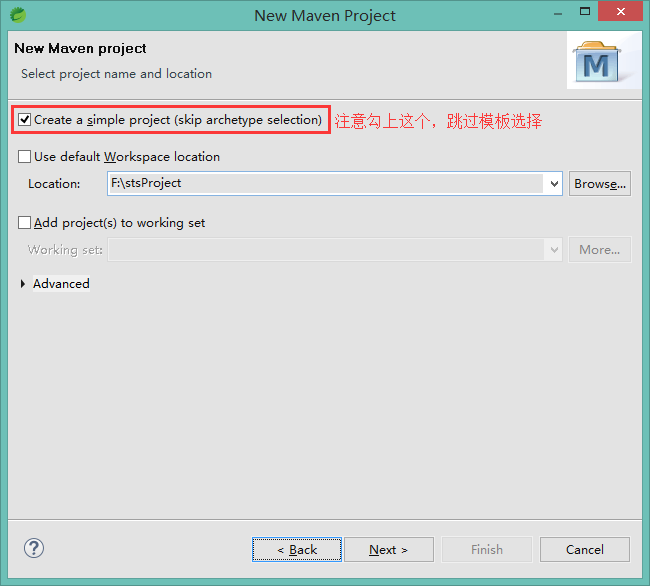 New Maven Project
New Maven project
Select project name and location
M
Create a simple project (skip archetype selection) 注意勾上这个，跳过模板选择
Use default Workspace location
Location: F:\stsProject Browse...
Add project(s) to working set
Working set: More...
Advanced
? < Back Next > Finish Cancel